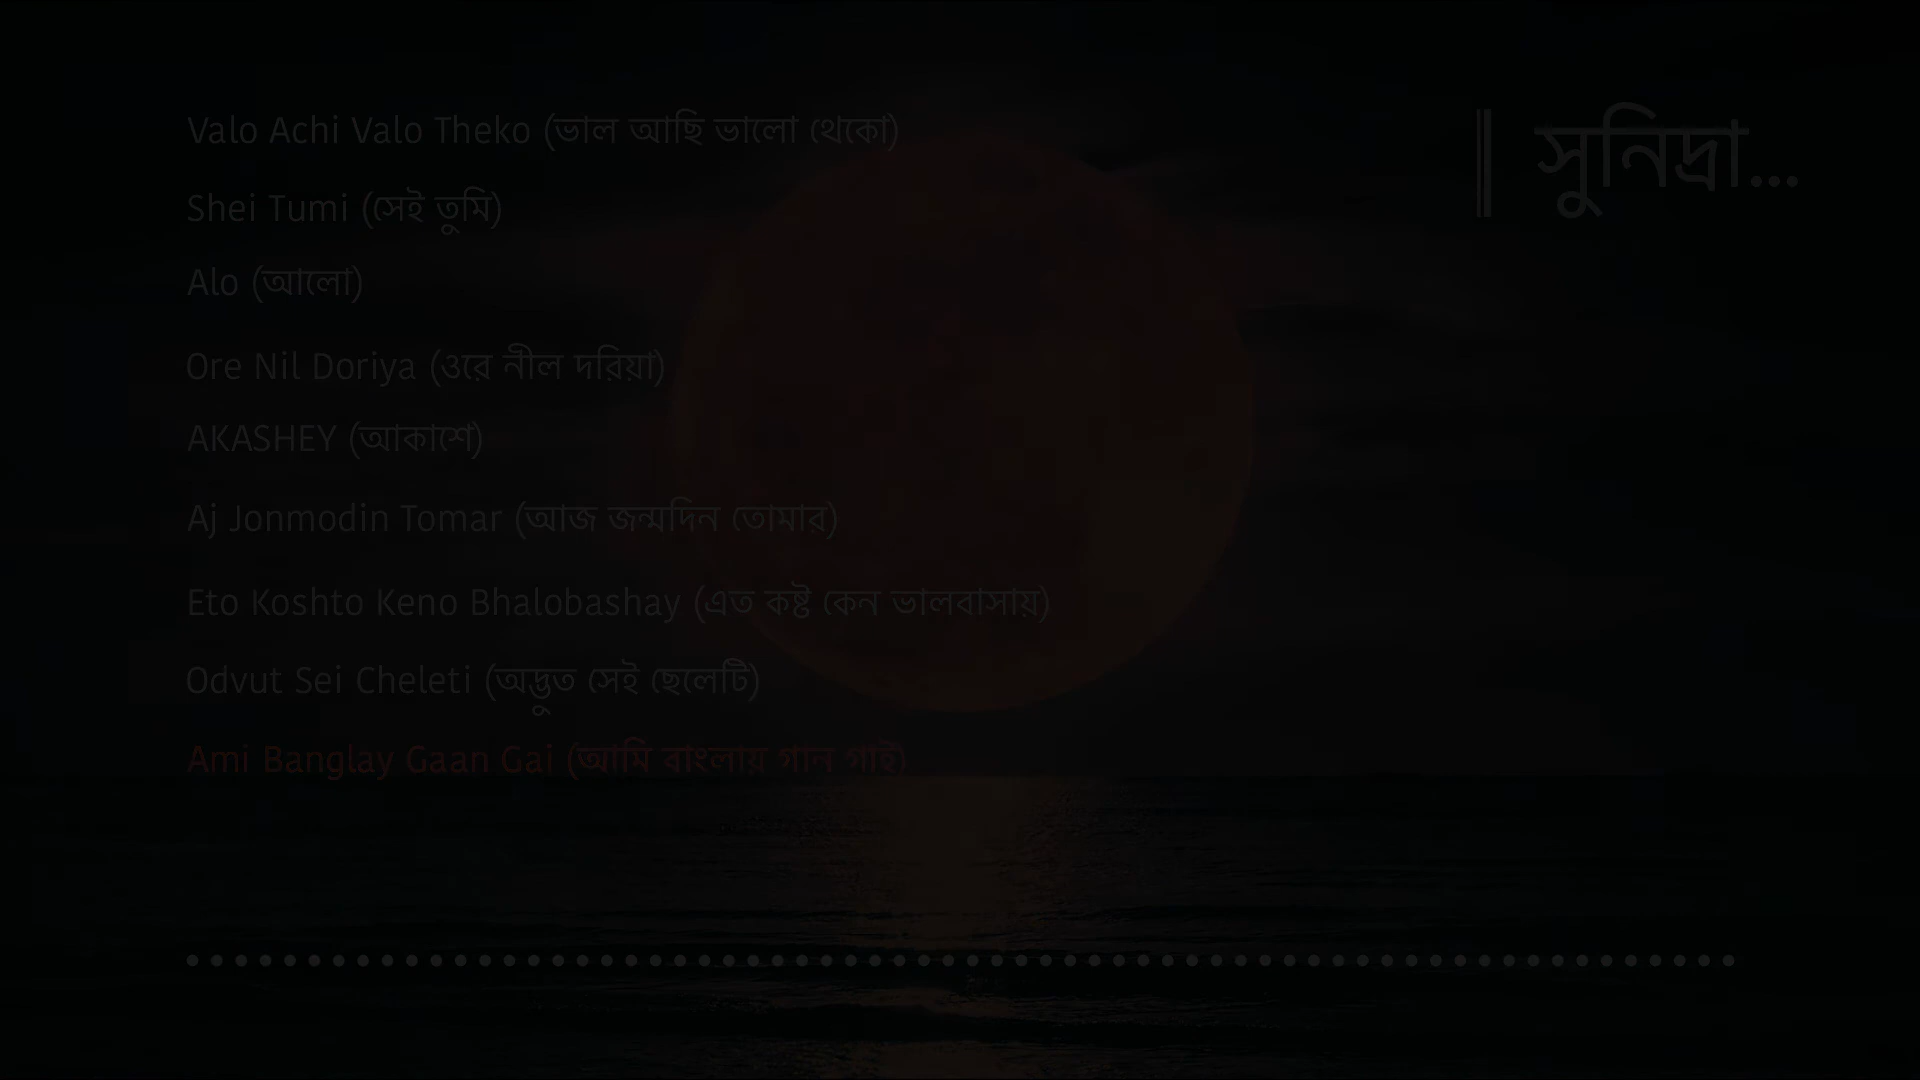 Valo Achi Valo Theko (ভাল আছি ভালো থেকো)
|| সুনিদ্রা...
Shei Tumi (সেই তুমি)
Alo (আলো)
Ore Nil Doriya (ওরে নীল দরিয়া)
AKASHEY (আকাশে)
Aj Jonmodin Tomar (আজ জন্মদিন তোমার)
Eto Koshto Keno Bhalobashay (এত কষ্ট কেন ভালবাসায়)
Odvut Sei Cheleti (অদ্ভুত সেই ছেলেটি)
Ami Banglay Gaan Gai (আমি বাংলায় গান গাই)